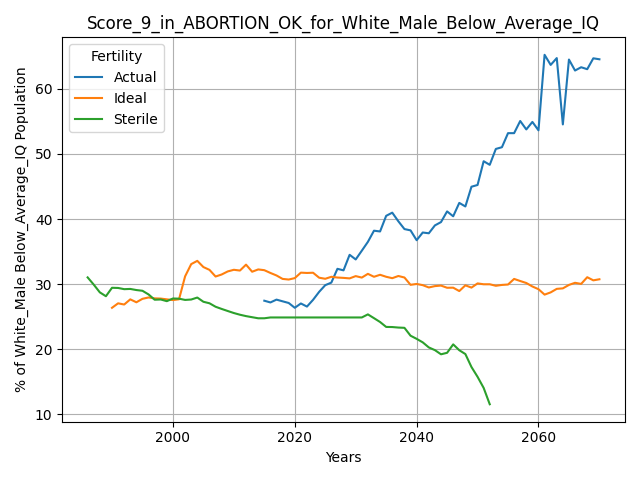 Score_9_in_ABORTION_OK_for_White_Male_Below_Average_IQ
% of White_Male Below_Average_IQ Population
Fertility
Actual
Ideal
Sterile
60
50
40
30
20
10
2000 2020 2040 2060
Years